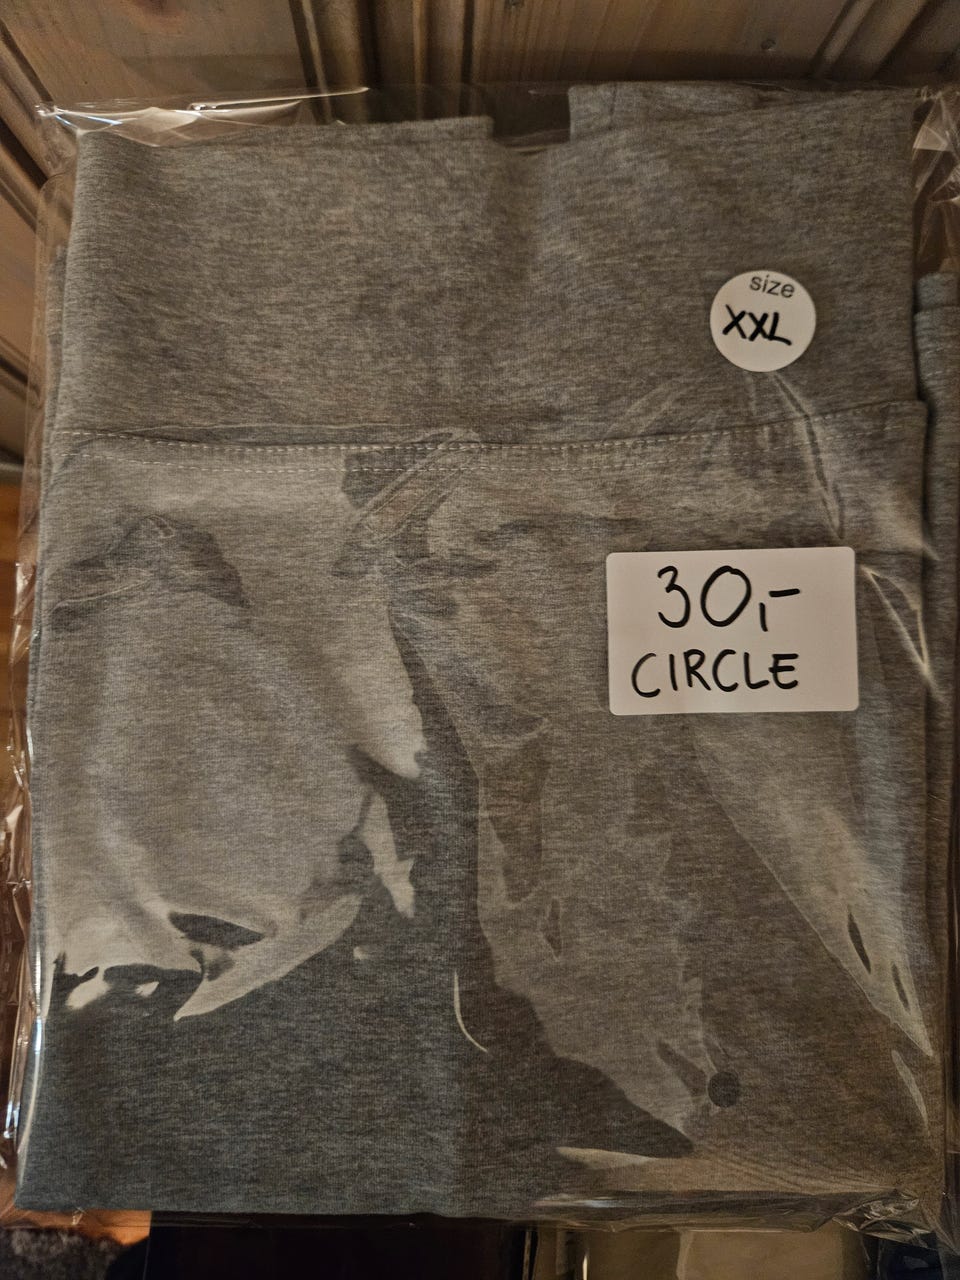 size
XXL
30,-
CIRCLE